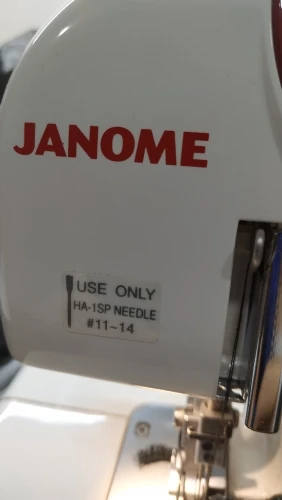 JANOME
USE ONLY
HA-1SP NEEDLE
#11~14